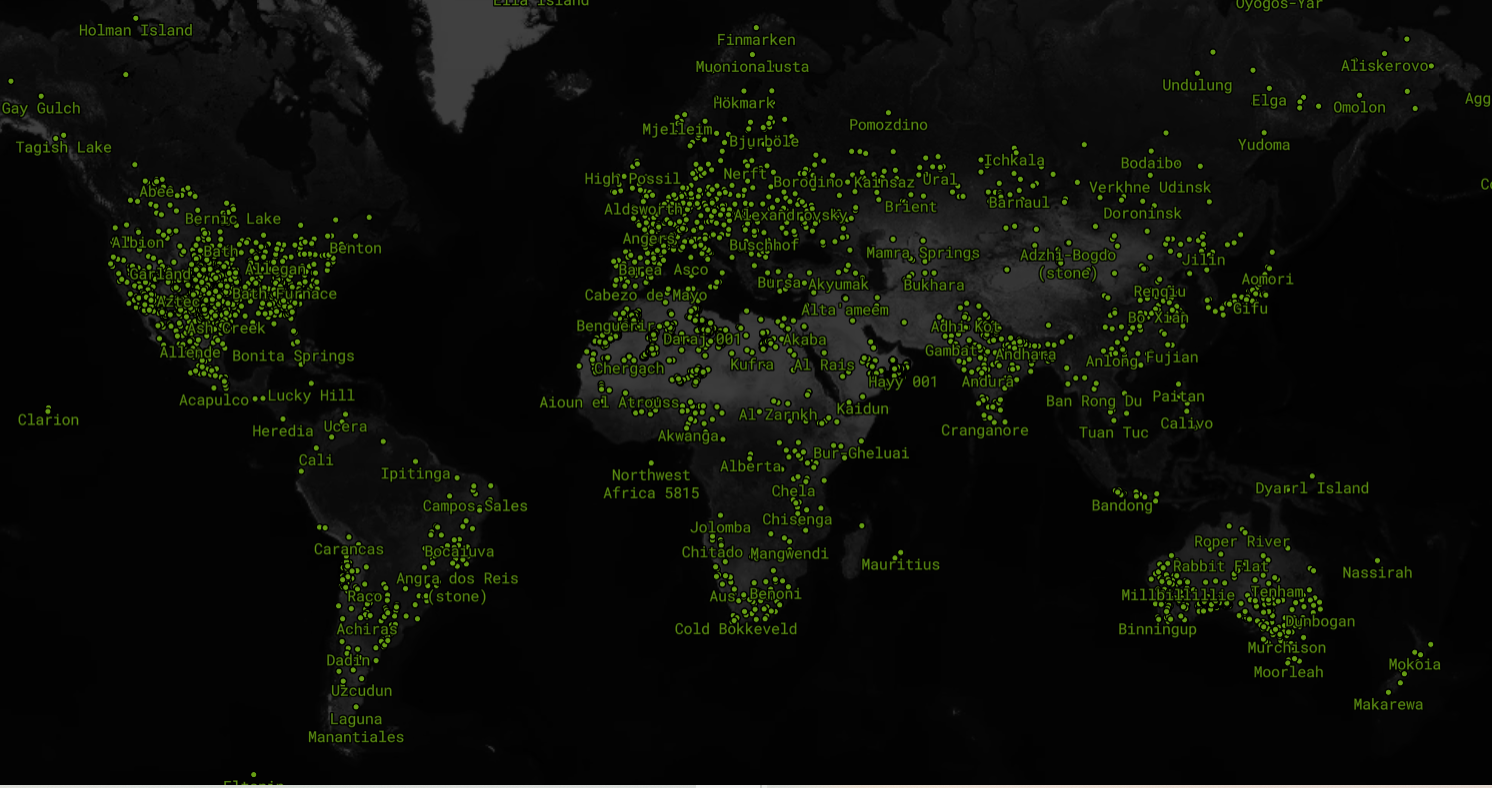 Ella Island
Oyogos-Yar
Holman Island
Finmarken
Muonionalusta
Aliskerovo
Undulung
Gay Gulch
Hökmark
Elga
Omolon
Agg
Mjelleim
Pomozdino
Tagish Lake
Bjurböle
Yudoma
Ichkala
Bodaibo
High Possil
Nerft
Borodino
Kainsaz
Ural
Abee
Verkhne Udinsk
Aldsworth
Brient
Barnaul
Bernic Lake
Alexandrovsky
Doroninsk
Albion
Bath
Benton
Angers
Buschhof
Mamra Springs
Adzhi-Bogdo
(stone)
Jilin
Garland
Allegan
Barea
Asco
Bursa
Akyumak
Bukhara
Aomori
Aztec
Bath Furnace
Cabezo de Mayo
Renqiu
Alta'ameem
Gifu
Ash Creek
Benguerir
Adhi Kot
Bo Xian
Daraj 001
Akaba
Allende
Bonita Springs
Gambat
Andhara
Chergach
Kufra
Al Rais
Anlong
Fujian
Hayy 001
Andura
Acapulco
Lucky Hill
Aioun el Atrouss
Ban Rong Du
Paitan
Clarion
Al Zarnkh
Kaidun
Heredia
Ucera
Akwanga
Cranganore
Tuan Tuc
Calivo
Cali
Bur-Gheluai
Ipitinga
Northwest
Africa 5815
Alberta
Chela
Dyarrl Island
Campos Sales
Bandong
Jolomba
Chisenga
Carancas
Bocaiuva
Chitado
Mangwendi
Roper River
Mauritius
Rabbit Flat
Nassirah
Angra dos Reis
(stone)
Raco
Aus
Benoni
Millbillillie
Tenham
Achiras
Cold Bokkeveld
Binningup
Dunbogan
Murchison
Dadin
Moorleah
Mokoia
Uzcudun
Makarewa
Laguna
Manantiales